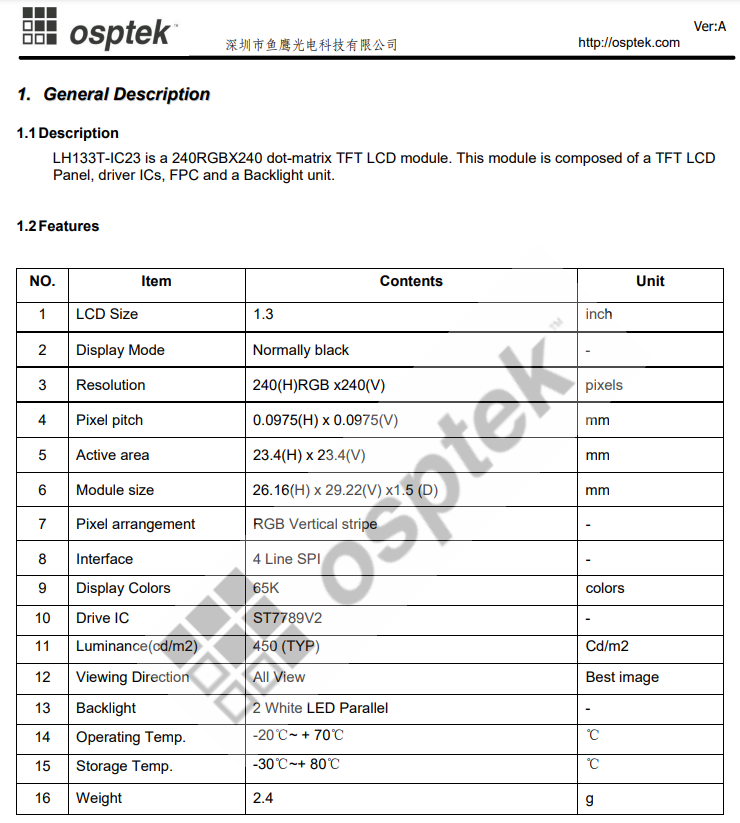 osptek™
深圳市鱼鹰光电科技有限公司
Ver:A
http://osptek.com
1. General Description
1.1 Description
LH133T-IC23 is a 240RGBX240 dot-matrix TFT LCD module. This module is composed of a TFT LCD
Panel, driver ICs, FPC and a Backlight unit.
1.2 Features
NO. Item Contents Unit
1 LCD Size 1.3 inch
2 Display Mode Normally black -
3 Resolution 240(H)RGB x240(V) pixels
4 Pixel pitch 0.0975(H) x 0.0975(V) mm
5 Active area 23.4(H) x 23.4(V) mm
6 Module size 26.16(H) x 29.22(V) x1.5 (D) mm
7 Pixel arrangement RGB Vertical stripe -
8 Interface 4 Line SPI -
9 Display Colors 65K colors
10 Drive IC ST7789V2 -
11 Luminance(cd/m2) 450 (TYP) Cd/m2
12 Viewing Direction All View Best image
13 Backlight 2 White LED Parallel -
14 Operating Temp. -20℃~ + 70℃ ℃
15 Storage Temp. -30℃~+ 80℃ ℃
16 Weight 2.4 g
osptek™